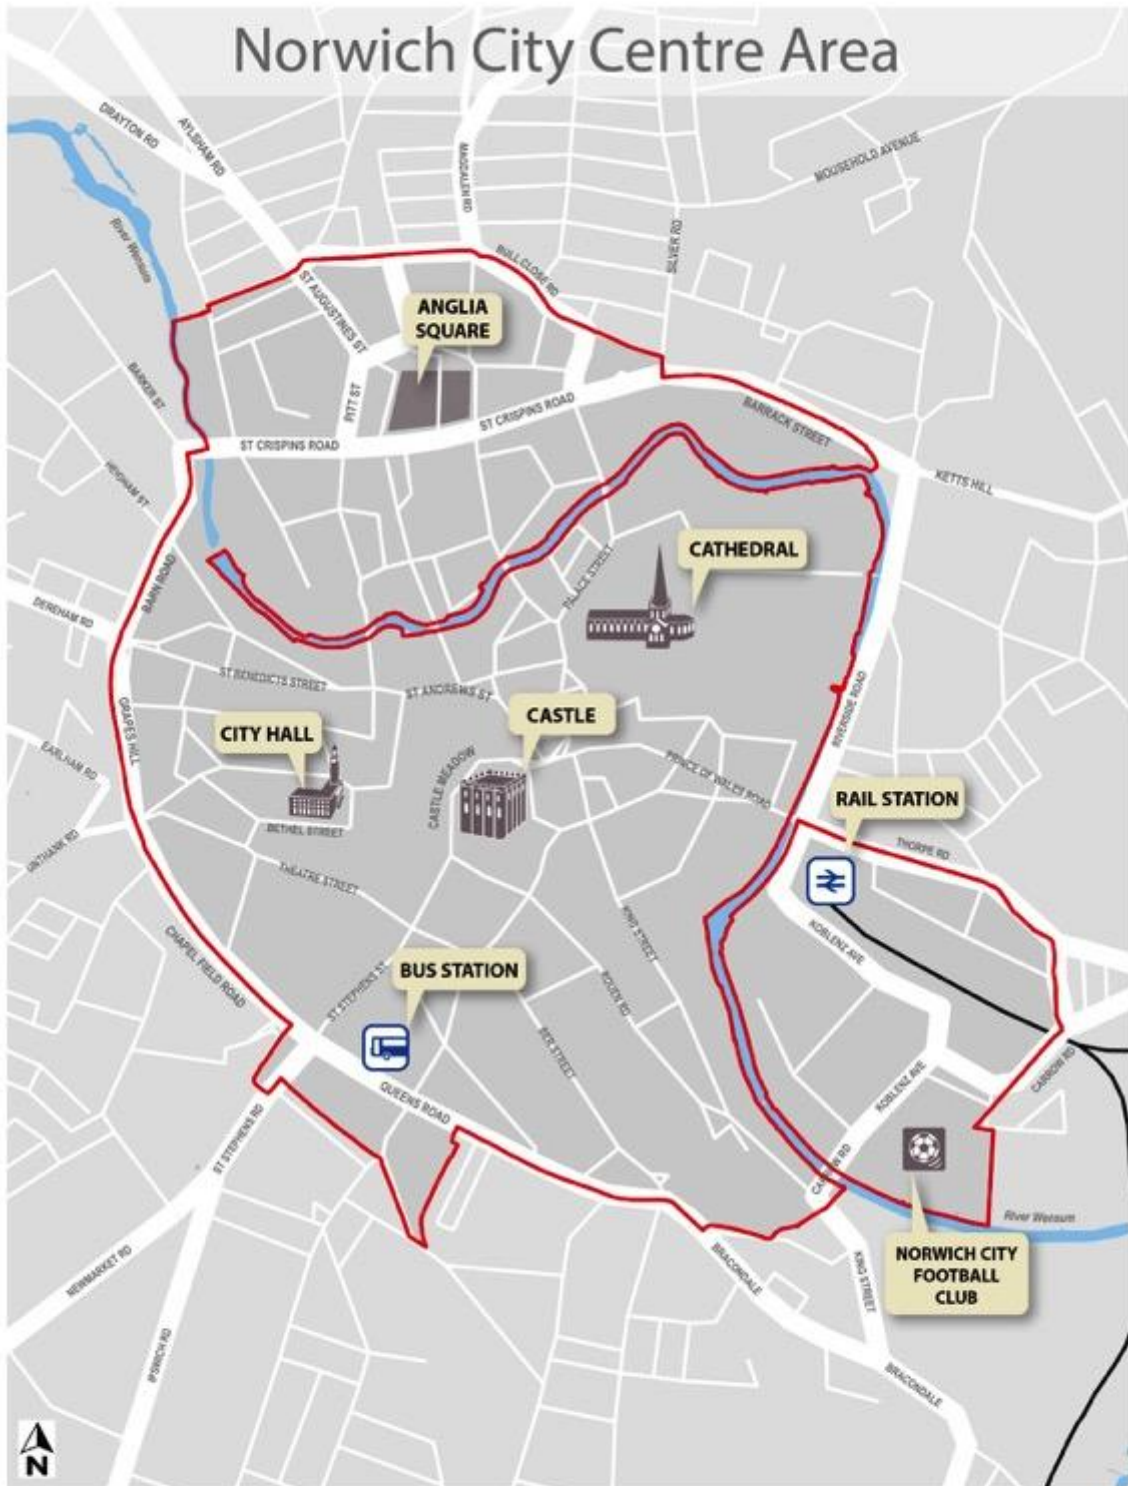 Norwich City Centre Area
DRAYTON RD
AYLSHAM RD
MAGDALEN RD
MOUSEHOLD AVENUE
River Wensum
SILVER RD
BULL CLOSE RD
ST AUGUSTINES ST
ANGLIA
SQUARE
BARKER ST
PITT ST
ST CRISPINS ROAD
ST CRISPINS ROAD
BARRACK STREET
HEIGHAM ST
KETTS HILL
CATHEDRAL
PALACE STREET
BARN ROAD
DEREHAM RD
ST BENEDICTS STREET
ST ANDREWS ST
GRAPES HILL
CITY HALL
CASTLE
RIVERSIDE ROAD
EARLHAM RD
CASTLE MEADOW
PRINCE OF WALES ROAD
RAIL STATION
UNTHANK RD
BETHEL STREET
THORPE RD
THEATRE STREET
KING STREET
KOBLENZ AVE
CHAPEL FIELD ROAD
ST STEPHENS ST
BUS STATION
ROUEN RD
BER STREET
QUEENS ROAD
KOBLENZ AVE
CARROW RD
ST STEPHENS RD
CARROW RD
River Wensum
NEWMARKET RD
BRACONDALE
KING STREET
NORWICH CITY
FOOTBALL
CLUB
IPSWICH RD
BRACONDALE
N